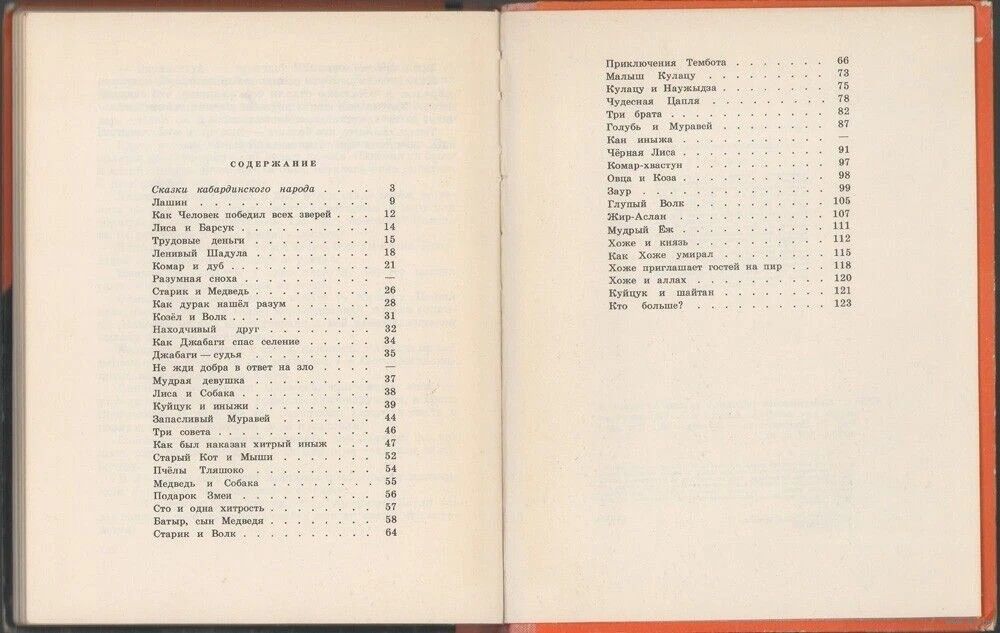 СОДЕРЖАНИЕ
Сказки кабардинского народа . . . . 3
Лашин . . . . . . . . . . 9
Как Человек победил всех зверей . . . 12
Лиса и Барсук . . . . . . . . 14
Трудовые деньги . . . . . . . . 15
Ленивый Шадула . . . . . . . . 18
Комар и дуб . . . . . . . . . 21
Разумная сноха . . . . . . . . —
Старик и Медведь . . . . . . . 26
Как дурак нашёл разум . . . . . . 28
Козёл и Волк . . . . . . . . . 31
Находчивый друг . . . . . . . 32
Как Джабаги спас селение . . . . . 34
Джабаги — судья . . . . . . . . 35
Не жди добра в ответ на зло . . . . —
Мудрая девушка . . . . . . . . 37
Лиса и Собака . . . . . . . . 38
Куйцук и иныжи . . . . . . . . 39
Запасливый Муравей . . . . . . 44
Три совета . . . . . . . . . . 46
Как был наказан хитрый иныж . . . 47
Старый Кот и Мыши . . . . . . 52
Пчёлы Тляшоко . . . . . . . . 54
Медведь и Собака . . . . . . . 55
Подарок Змеи . . . . . . . . . 56
Сто и одна хитрость . . . . . . . 57
Батыр, сын Медведя . . . . . . . 58
Старик и Волк . . . . . . . . . 64
Приключения Тембота . . . . . . . 66
Малыш Кулацу . . . . . . . . 73
Кулацу и Наужыдза . . . . . . . 75
Чудесная Цапля . . . . . . . . 78
Три брата . . . . . . . . . . 82
Голубь и Муравей . . . . . . . 87
Кан иныжа . . . . . . . . . —
Чёрная Лиса . . . . . . . . . 91
Комар-хвастун . . . . . . . . 97
Овца и Коза . . . . . . . . . 98
Заур . . . . . . . . . . . 99
Глупый Волк . . . . . . . . 105
Жир-Аслан . . . . . . . . . 107
Мудрый Ёж . . . . . . . . . 111
Хоже и князь . . . . . . . . 112
Как Хоже умирал . . . . . . . 115
Хоже приглашает гостей на пир . . . 118
Хоже и аллах . . . . . . . . 120
Куйцук и шайтан . . . . . . . 121
Кто больше? . . . . . . . . 123